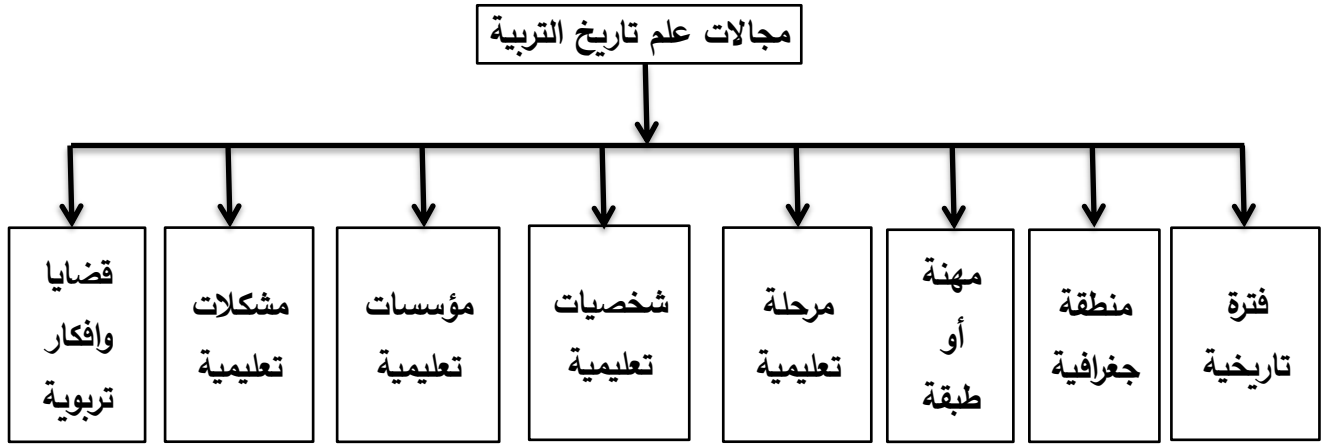 مجالات علم تاريخ التربية
فترة
تاريخية
منطقة
جغرافية
مهنة
أو
طبقة
مرحلة
تعليمية
شخصيات
تعليمية
مؤسسات
تعليمية
مشكلات
تعليمية
قضايا
وافكار
تربوية